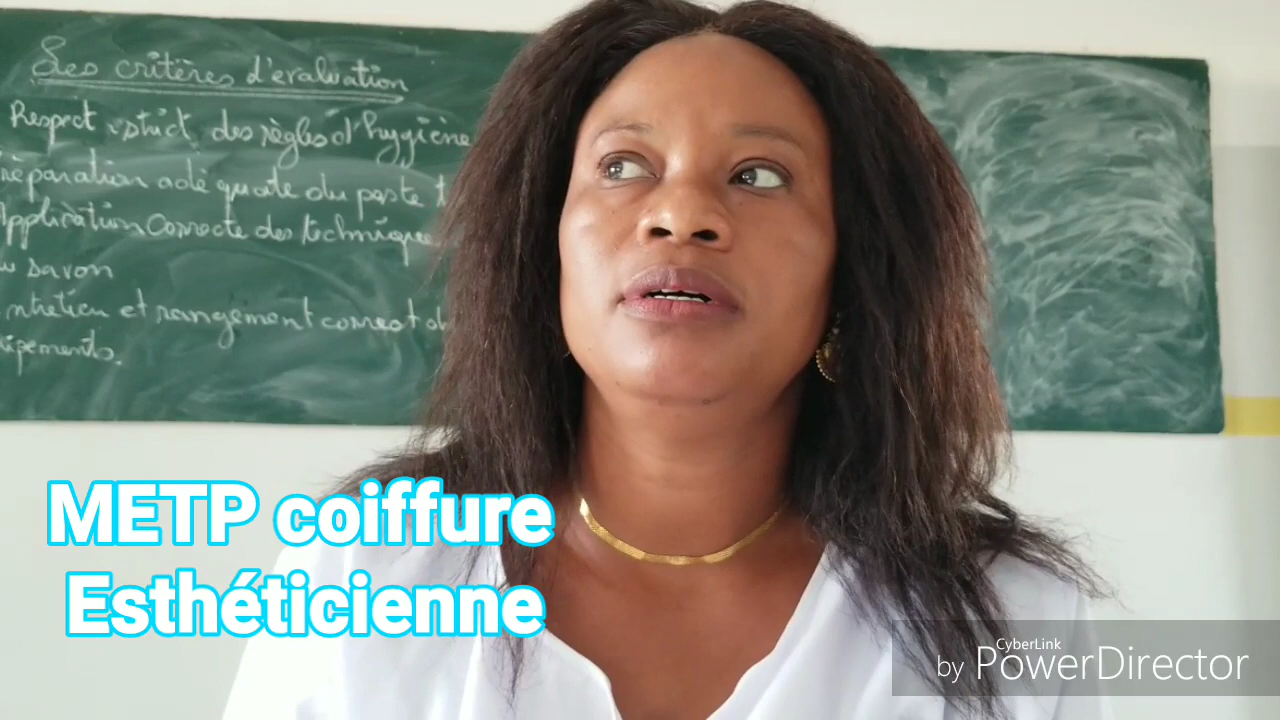 Les critères d'évaluation
Respect strict des règles d'hygiène
réparation adéquate du poste
Application correcte des techniques
savon
ntretien et rangement correct
ipements.
METP coiffure
Esthéticienne
CyberLink
by PowerDirector